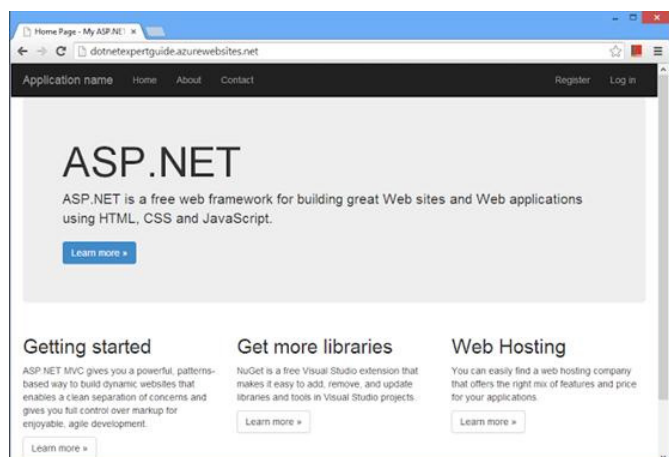 Home Page - My ASP.NE
dotnetexpertguide.azurewebsites.net
Application name Home About Contact Register Log in
ASP.NET
ASP.NET is a free web framework for building great Web sites and Web applications
using HTML, CSS and JavaScript.
Learn more »
Getting started
ASP.NET MVC gives you a powerful, patterns-
based way to build dynamic websites that
enables a clean separation of concerns and
gives you full control over markup for
enjoyable, agile development.
Learn more »
Get more libraries
NuGet is a free Visual Studio extension that
makes it easy to add, remove, and update
libraries and tools in Visual Studio projects.
Learn more »
Web Hosting
You can easily find a web hosting company
that offers the right mix of features and price
for your applications.
Learn more »